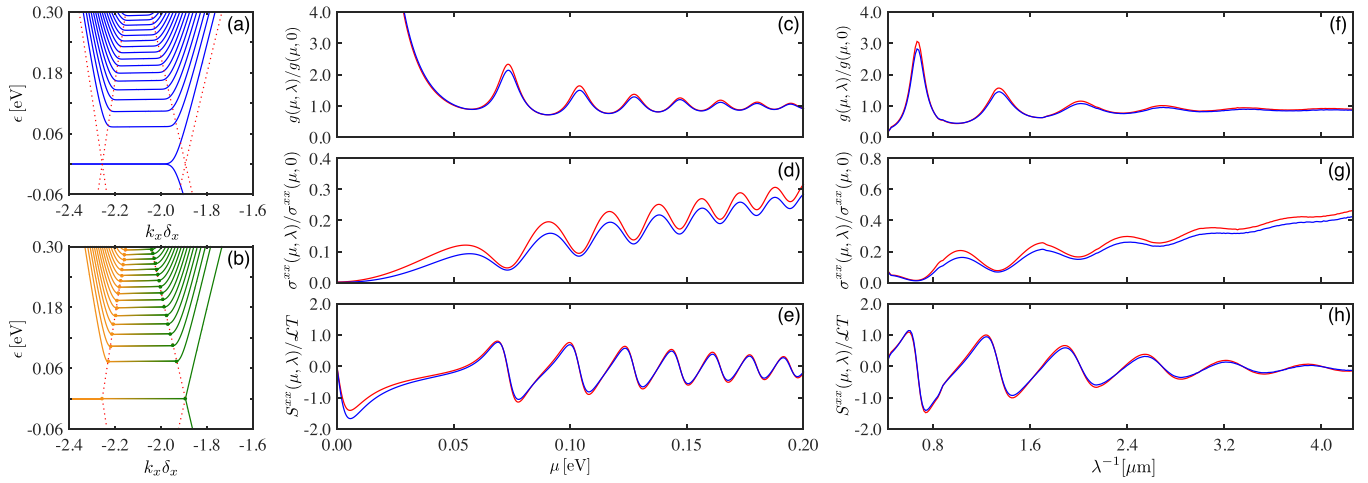 (a)
ϵ [eV]
0.30
0.18
0.06
-0.06
-2.4 -2.2 -2.0 -1.8 -1.6
k_x δ_x
(b)
ϵ [eV]
0.30
0.18
0.06
-0.06
-2.4 -2.2 -2.0 -1.8 -1.6
k_x δ_x
(c)
g(μ, λ)/g(μ, 0)
4.0
3.0
2.0
1.0
0.0
(d)
σ^{xx}(μ, λ)/σ^{xx}(μ, 0)
0.4
0.3
0.2
0.1
0.0
(e)
S^{xx}(μ, λ)/ℒT
2.0
1.0
0.0
-1.0
-2.0
0.00 0.05 0.10 0.15 0.20
μ [eV]
(f)
g(μ, λ)/g(μ, 0)
4.0
3.0
2.0
1.0
0.0
(g)
σ^{xx}(μ, λ)/σ^{xx}(μ, 0)
0.8
0.6
0.4
0.2
0.0
(h)
S^{xx}(μ, λ)/ℒT
2.0
1.0
0.0
-1.0
-2.0
0.8 1.6 2.4 3.2 4.0
λ^{-1}[μm]